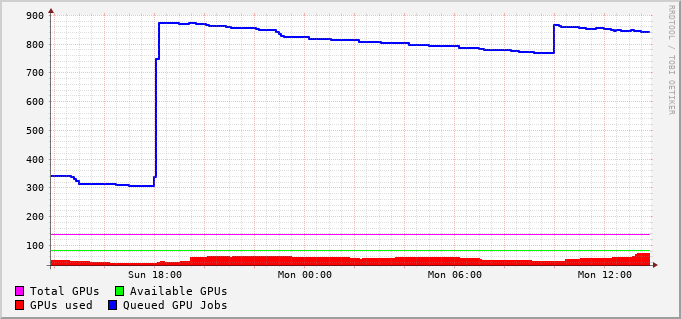 900
800
700
600
500
400
300
200
100
Sun 18:00 Mon 00:00 Mon 06:00 Mon 12:00
Total GPUs Available GPUs
GPUs used Queued GPU Jobs
RRDTOOL / TOBI OETIKER